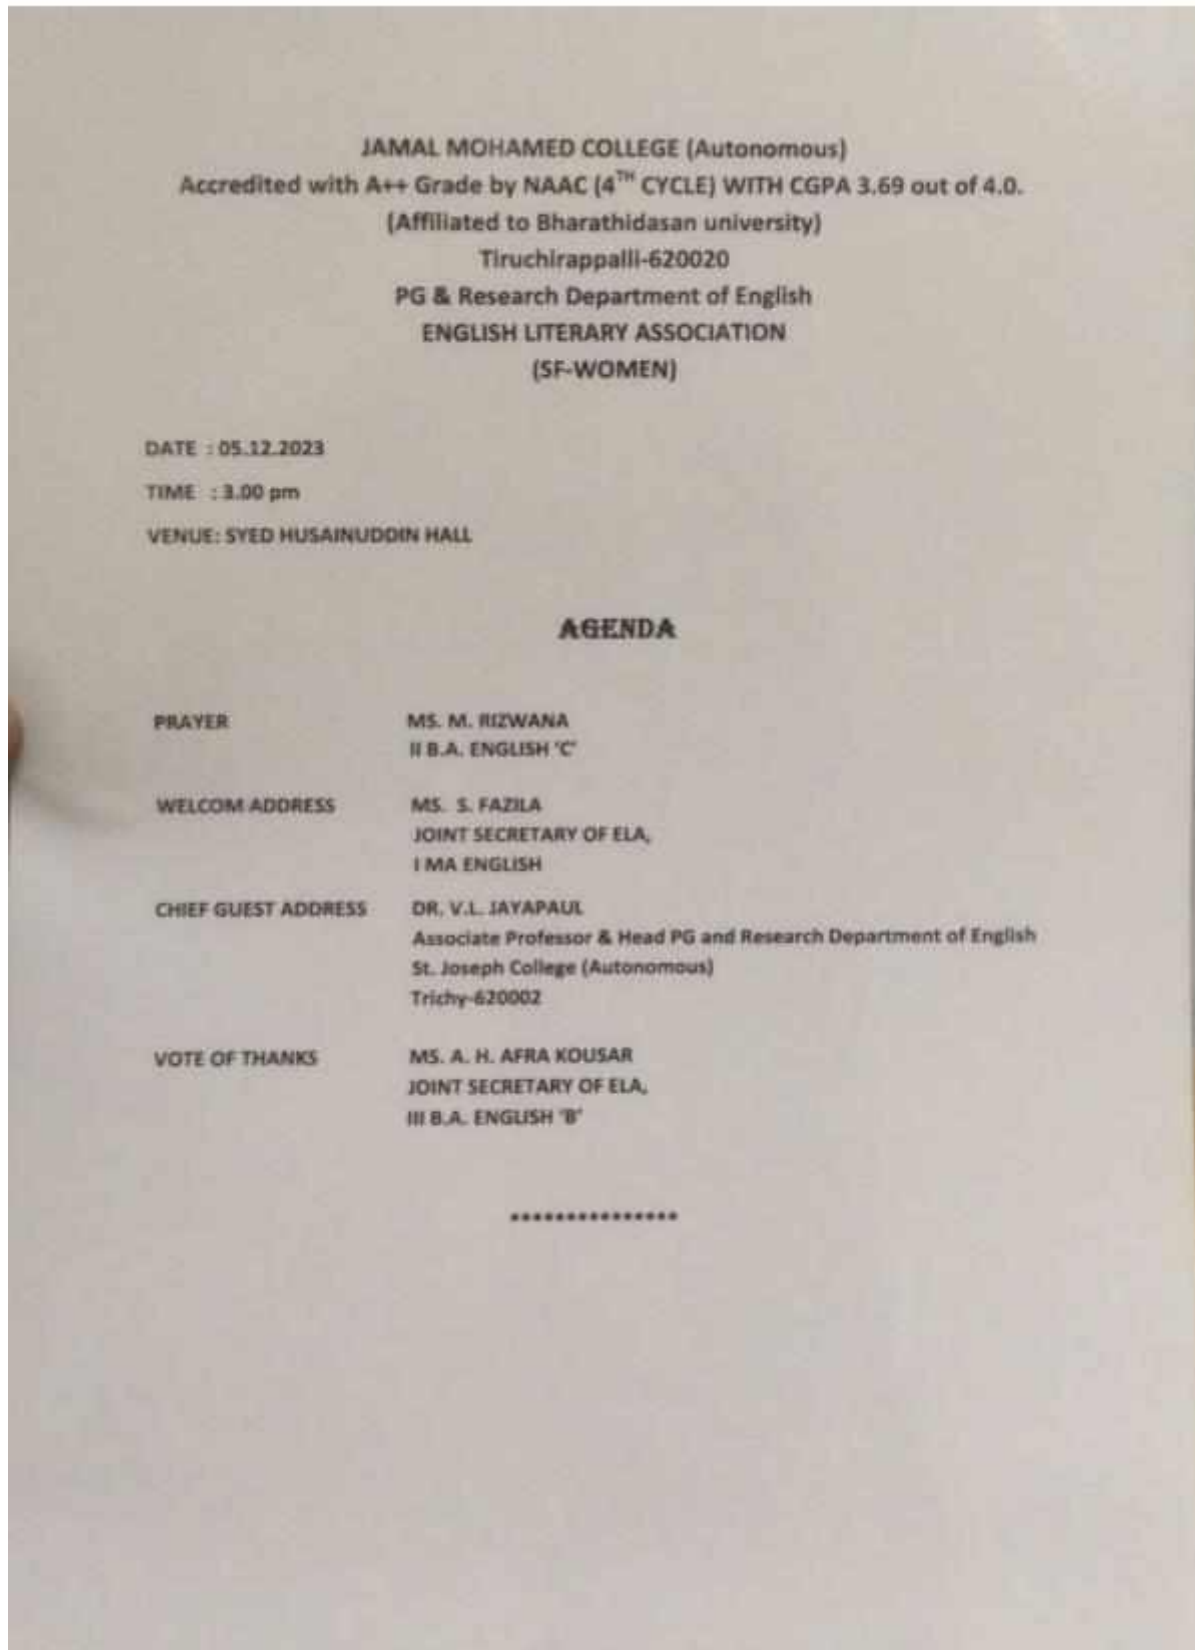 JAMAL MOHAMED COLLEGE (Autonomous)
Accredited with A++ Grade by NAAC (4TH CYCLE) WITH CGPA 3.69 out of 4.0.
(Affiliated to Bharathidasan university)
Tiruchirappalli-620020
PG & Research Department of English
ENGLISH LITERARY ASSOCIATION
(SF-WOMEN)
DATE : 05.12.2023
TIME : 3.00 pm
VENUE: SYED HUSAINUDDIN HALL
AGENDA
PRAYER MS. M. RIZWANA
II B.A. ENGLISH 'C'
WELCOM ADDRESS MS. S. FAZILA
JOINT SECRETARY OF ELA,
I MA ENGLISH
CHIEF GUEST ADDRESS DR. V.L. JAYAPAUL
Associate Professor & Head PG and Research Department of English
St. Joseph College (Autonomous)
Trichy-620002
VOTE OF THANKS MS. A. H. AFRA KOUSAR
JOINT SECRETARY OF ELA,
III B.A. ENGLISH 'B'
***************